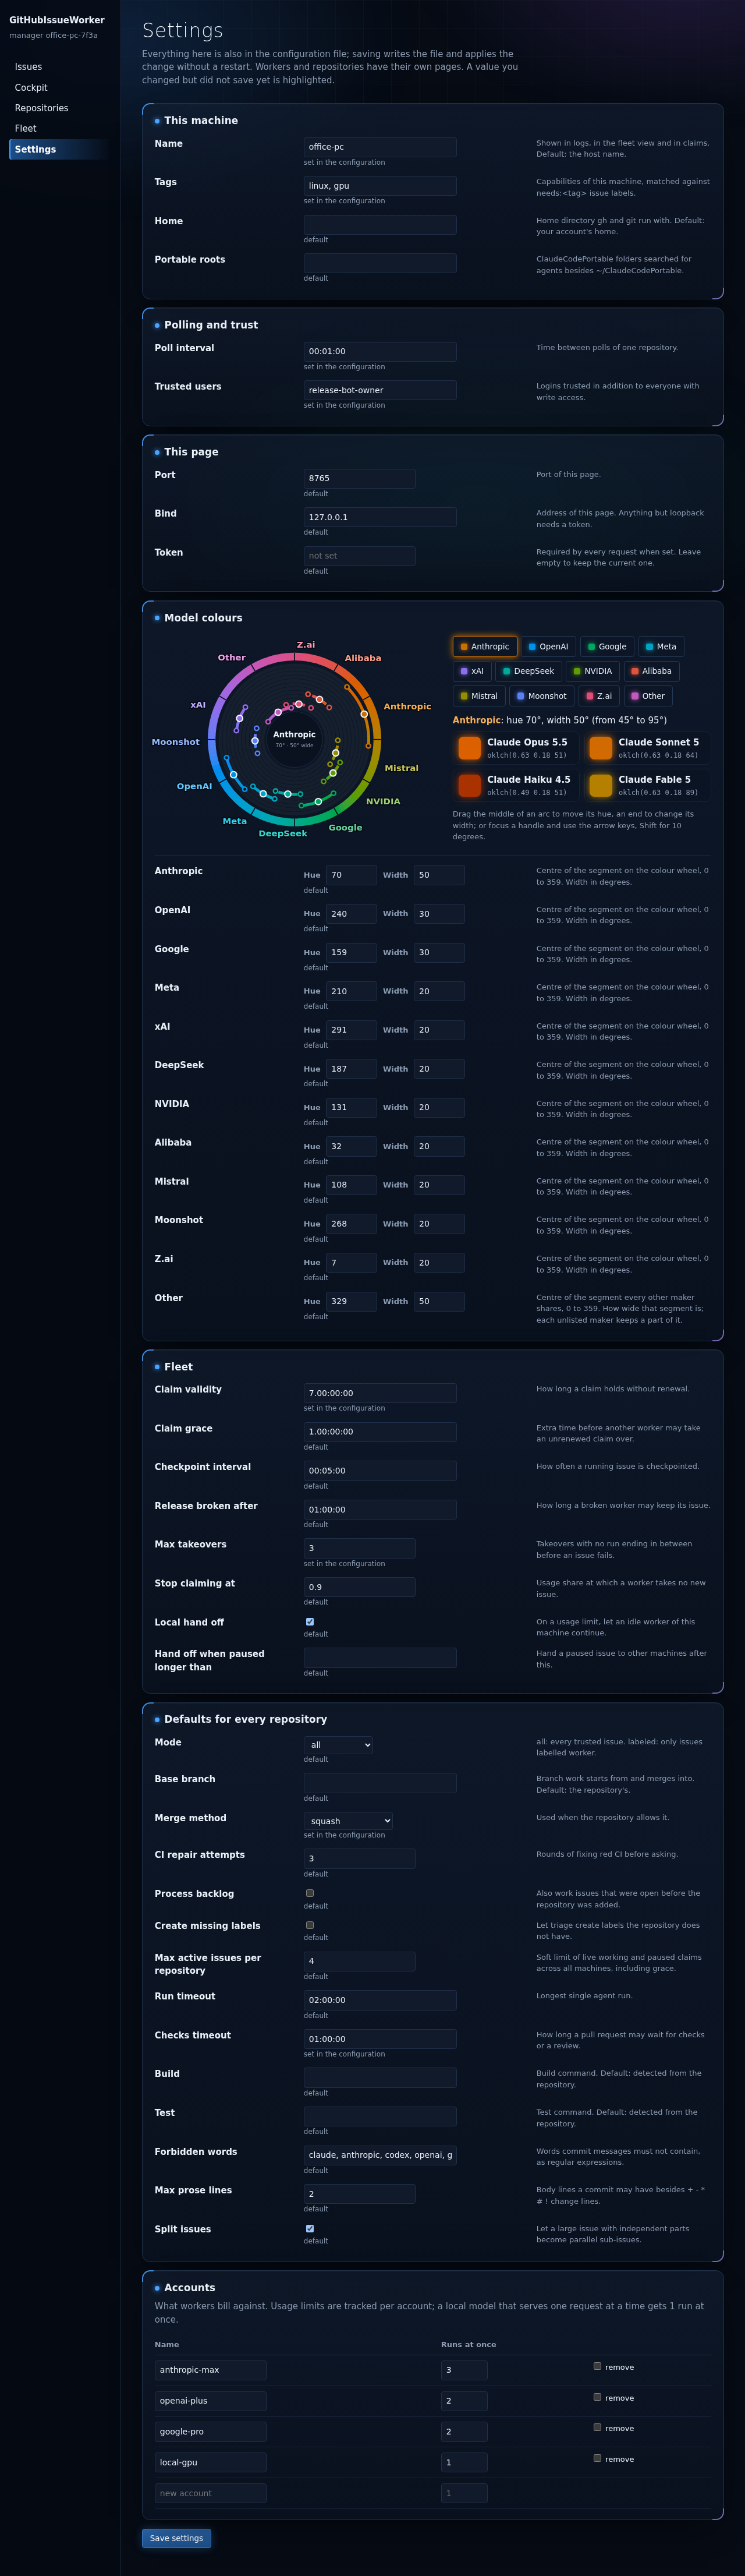 GitHubIssueWorker
manager office-pc-7f3a
Issues
Cockpit
Repositories
Fleet
Settings
Settings
Everything here is also in the configuration file; saving writes the file and applies the
change without a restart. Workers and repositories have their own pages. A value you
changed but did not save yet is highlighted.
This machine
Name
office-pc
set in the configuration
Shown in logs, in the fleet view and in claims.
Default: the host name.
Tags
linux, gpu
set in the configuration
Capabilities of this machine, matched against
needs:<tag> issue labels.
Home
default
Home directory gh and git run with. Default:
your account's home.
Portable roots
default
ClaudeCodePortable folders searched for
agents besides ~/ClaudeCodePortable.
Polling and trust
Poll interval
00:01:00
set in the configuration
Time between polls of one repository.
Trusted users
release-bot-owner
set in the configuration
Logins trusted in addition to everyone with
write access.
This page
Port
8765
default
Port of this page.
Bind
127.0.0.1
default
Address of this page. Anything but loopback
needs a token.
Token
not set
default
Required by every request when set. Leave
empty to keep the current one.
Model colours
Z.ai
Other
Alibaba
xAI
Anthropic
Moonshot
Anthropic
70° · 50° wide
Mistral
OpenAI
NVIDIA
Meta
Google
DeepSeek
Anthropic
OpenAI
Google
Meta
xAI
DeepSeek
NVIDIA
Alibaba
Mistral
Moonshot
Z.ai
Other
Anthropic: hue 70°, width 50° (from 45° to 95°)
Claude Opus 5.5
oklch(0.63 0.18 51)
Claude Sonnet 5
oklch(0.63 0.18 64)
Claude Haiku 4.5
oklch(0.49 0.18 51)
Claude Fable 5
oklch(0.63 0.18 89)
Drag the middle of an arc to move its hue, an end to change its
width; or focus a handle and use the arrow keys, Shift for 10
degrees.
Anthropic
Hue 70 Width 50
default
Centre of the segment on the colour wheel, 0
to 359. Width in degrees.
OpenAI
Hue 240 Width 30
default
Centre of the segment on the colour wheel, 0
to 359. Width in degrees.
Google
Hue 159 Width 30
default
Centre of the segment on the colour wheel, 0
to 359. Width in degrees.
Meta
Hue 210 Width 20
default
Centre of the segment on the colour wheel, 0
to 359. Width in degrees.
xAI
Hue 291 Width 20
default
Centre of the segment on the colour wheel, 0
to 359. Width in degrees.
DeepSeek
Hue 187 Width 20
default
Centre of the segment on the colour wheel, 0
to 359. Width in degrees.
NVIDIA
Hue 131 Width 20
default
Centre of the segment on the colour wheel, 0
to 359. Width in degrees.
Alibaba
Hue 32 Width 20
default
Centre of the segment on the colour wheel, 0
to 359. Width in degrees.
Mistral
Hue 108 Width 20
default
Centre of the segment on the colour wheel, 0
to 359. Width in degrees.
Moonshot
Hue 268 Width 20
default
Centre of the segment on the colour wheel, 0
to 359. Width in degrees.
Z.ai
Hue 7 Width 20
default
Centre of the segment on the colour wheel, 0
to 359. Width in degrees.
Other
Hue 329 Width 50
default
Centre of the segment every other maker
shares, 0 to 359. How wide that segment is;
each unlisted maker keeps a part of it.
Fleet
Claim validity
7.00:00:00
set in the configuration
How long a claim holds without renewal.
Claim grace
1.00:00:00
default
Extra time before another worker may take
an unrenewed claim over.
Checkpoint interval
00:05:00
default
How often a running issue is checkpointed.
Release broken after
01:00:00
default
How long a broken worker may keep its issue.
Max takeovers
3
set in the configuration
Takeovers with no run ending in between
before an issue fails.
Stop claiming at
0.9
default
Usage share at which a worker takes no new
issue.
Local hand off
default
On a usage limit, let an idle worker of this
machine continue.
Hand off when paused
longer than
default
Hand a paused issue to other machines after
this.
Defaults for every repository
Mode
all
default
all: every trusted issue. labeled: only issues
labelled worker.
Base branch
default
Branch work starts from and merges into.
Default: the repository's.
Merge method
squash
set in the configuration
Used when the repository allows it.
CI repair attempts
3
default
Rounds of fixing red CI before asking.
Process backlog
default
Also work issues that were open before the
repository was added.
Create missing labels
default
Let triage create labels the repository does
not have.
Max active issues per
repository
4
default
Soft limit of live working and paused claims
across all machines, including grace.
Run timeout
02:00:00
default
Longest single agent run.
Checks timeout
01:00:00
set in the configuration
How long a pull request may wait for checks
or a review.
Build
default
Build command. Default: detected from the
repository.
Test
default
Test command. Default: detected from the
repository.
Forbidden words
claude, anthropic, codex, openai, g
default
Words commit messages must not contain,
as regular expressions.
Max prose lines
2
default
Body lines a commit may have besides + - *
# ! change lines.
Split issues
default
Let a large issue with independent parts
become parallel sub-issues.
Accounts
What workers bill against. Usage limits are tracked per account; a local model that serves one request at a time gets 1 run at
once.
Name
Runs at once
anthropic-max
3
remove
openai-plus
2
remove
google-pro
2
remove
local-gpu
1
remove
new account
1
Save settings